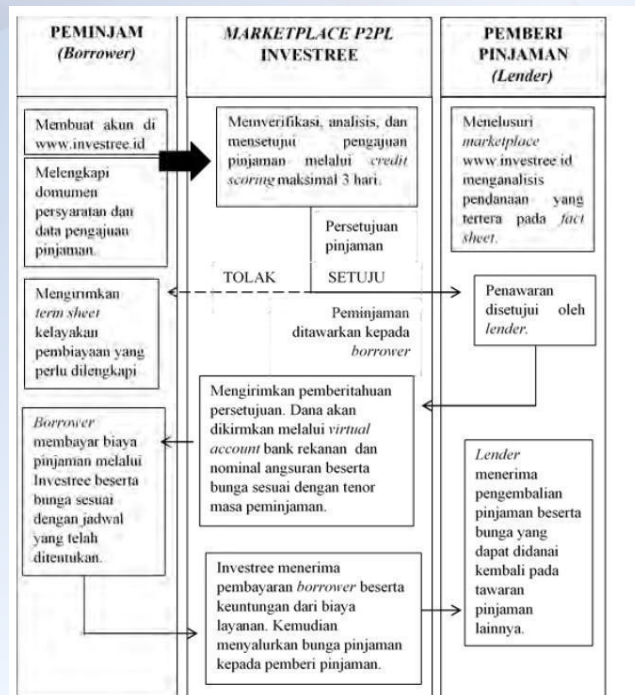 PEMINJAM
(Borrower)
MARKETPLACE P2PL
INVESTREE
PEMBERI
PINJAMAN
(Lender)
Membuat akun di
www.investree.id
Melengkapi
domumen
persyaratan dan
data pengajuan
pinjaman.
Memverifikasi, analisis, dan
mensetujui pengajuan
pinjaman melalui credit
scoring maksimal 3 hari.
Menelusuri
marketplace
www.investree.id
menganalisis
pendanaan yang
tertera pada fact
sheet.
Persetujuan
pinjaman
TOLAK SETUJU
Mengirimkan
term sheet
kelayakan
pembiayaan yang
perlu dilengkapi
Peminjaman
ditawarkan kepada
borrower
Penawaran
disetujui oleh
lender.
Mengirimkan pemberitahuan
persetujuan. Dana akan
dikirmkan melalui virtual
account bank rekanan dan
nominal angsuran beserta
bunga sesuai dengan tenor
masa peminjaman.
Borrower
membayar biaya
pinjaman melalui
Investree beserta
bunga sesuai
dengan jadwal
yang telah
ditentukan.
Lender
menerima
pengembalian
pinjaman beserta
bunga yang
dapat didanai
kembali pada
tawaran
pinjaman
lainnya.
Investree menerima
pembayaran borrower beserta
keuntungan dari biaya
layanan. Kemudian
menyalurkan bunga pinjaman
kepada pemberi pinjaman.